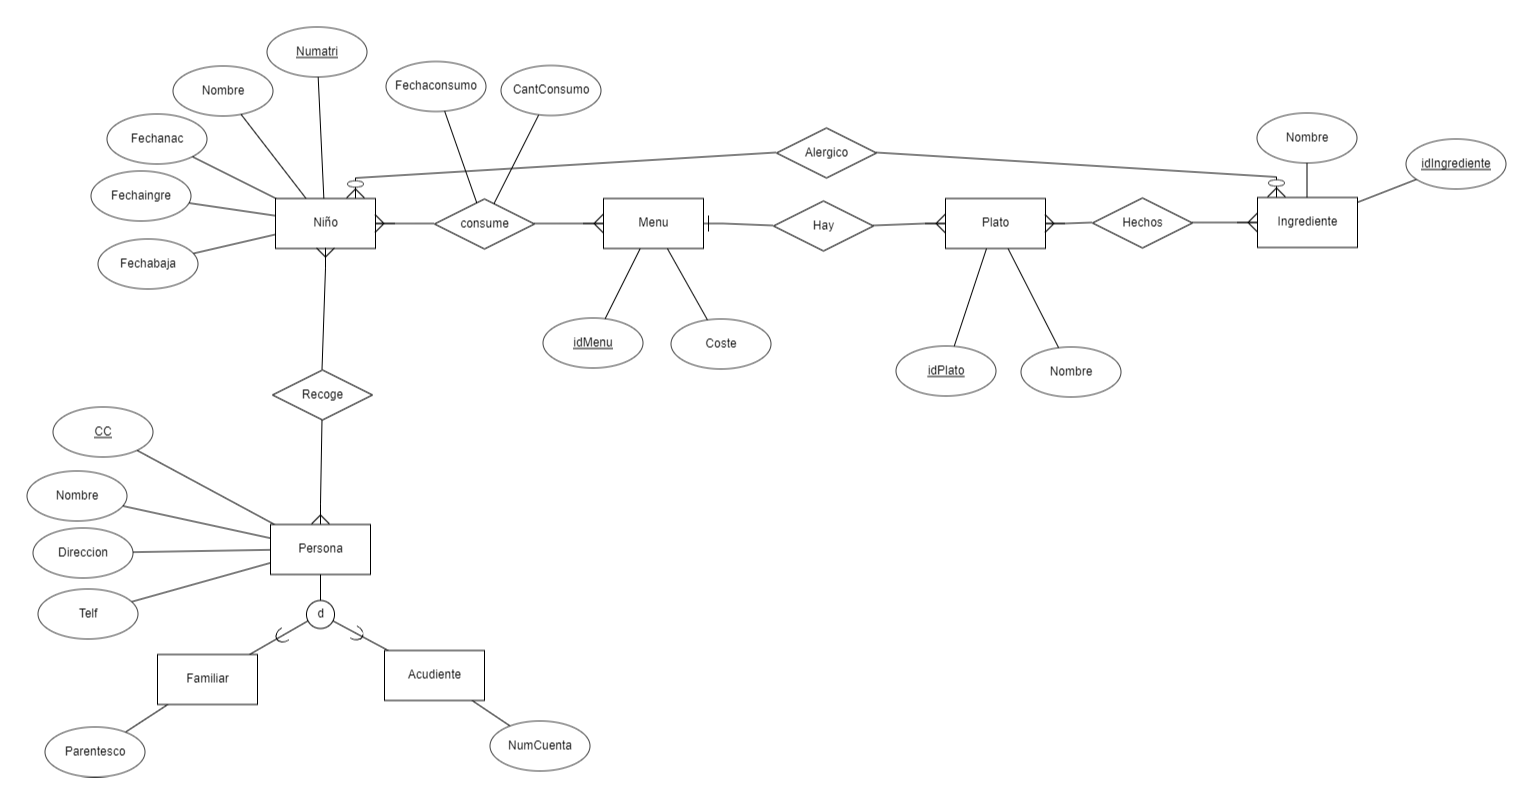 Numatri
Nombre
Fechaconsumo
CantConsumo
Fechanac
Nombre
Alergico
idIngrediente
Fechaingre
Niño
consume
Menu
Hay
Plato
Hechos
Ingrediente
Fechabaja
idMenu
Coste
idPlato
Nombre
Recoge
CC
Nombre
Direccion
Persona
Telf
d
Familiar
Acudiente
Parentesco
NumCuenta